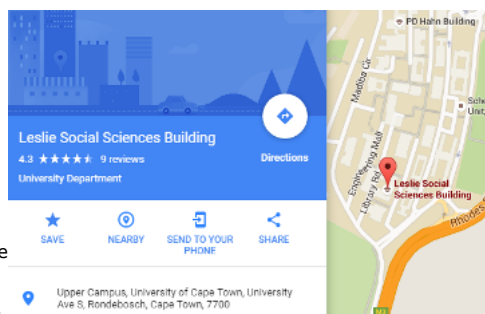 PD Hahn Building
Madiba Cir
Leslie Social Sciences Building
4.3 ★★★★★ 9 reviews
Directions
University Department
Engineering Mall
Library Rd
Leslie Social
Sciences Building
SAVE
NEARBY
SEND TO YOUR
PHONE
SHARE
Rhodes
e
Upper Campus, University of Cape Town, University
Ave S, Rondebosch, Cape Town, 7700